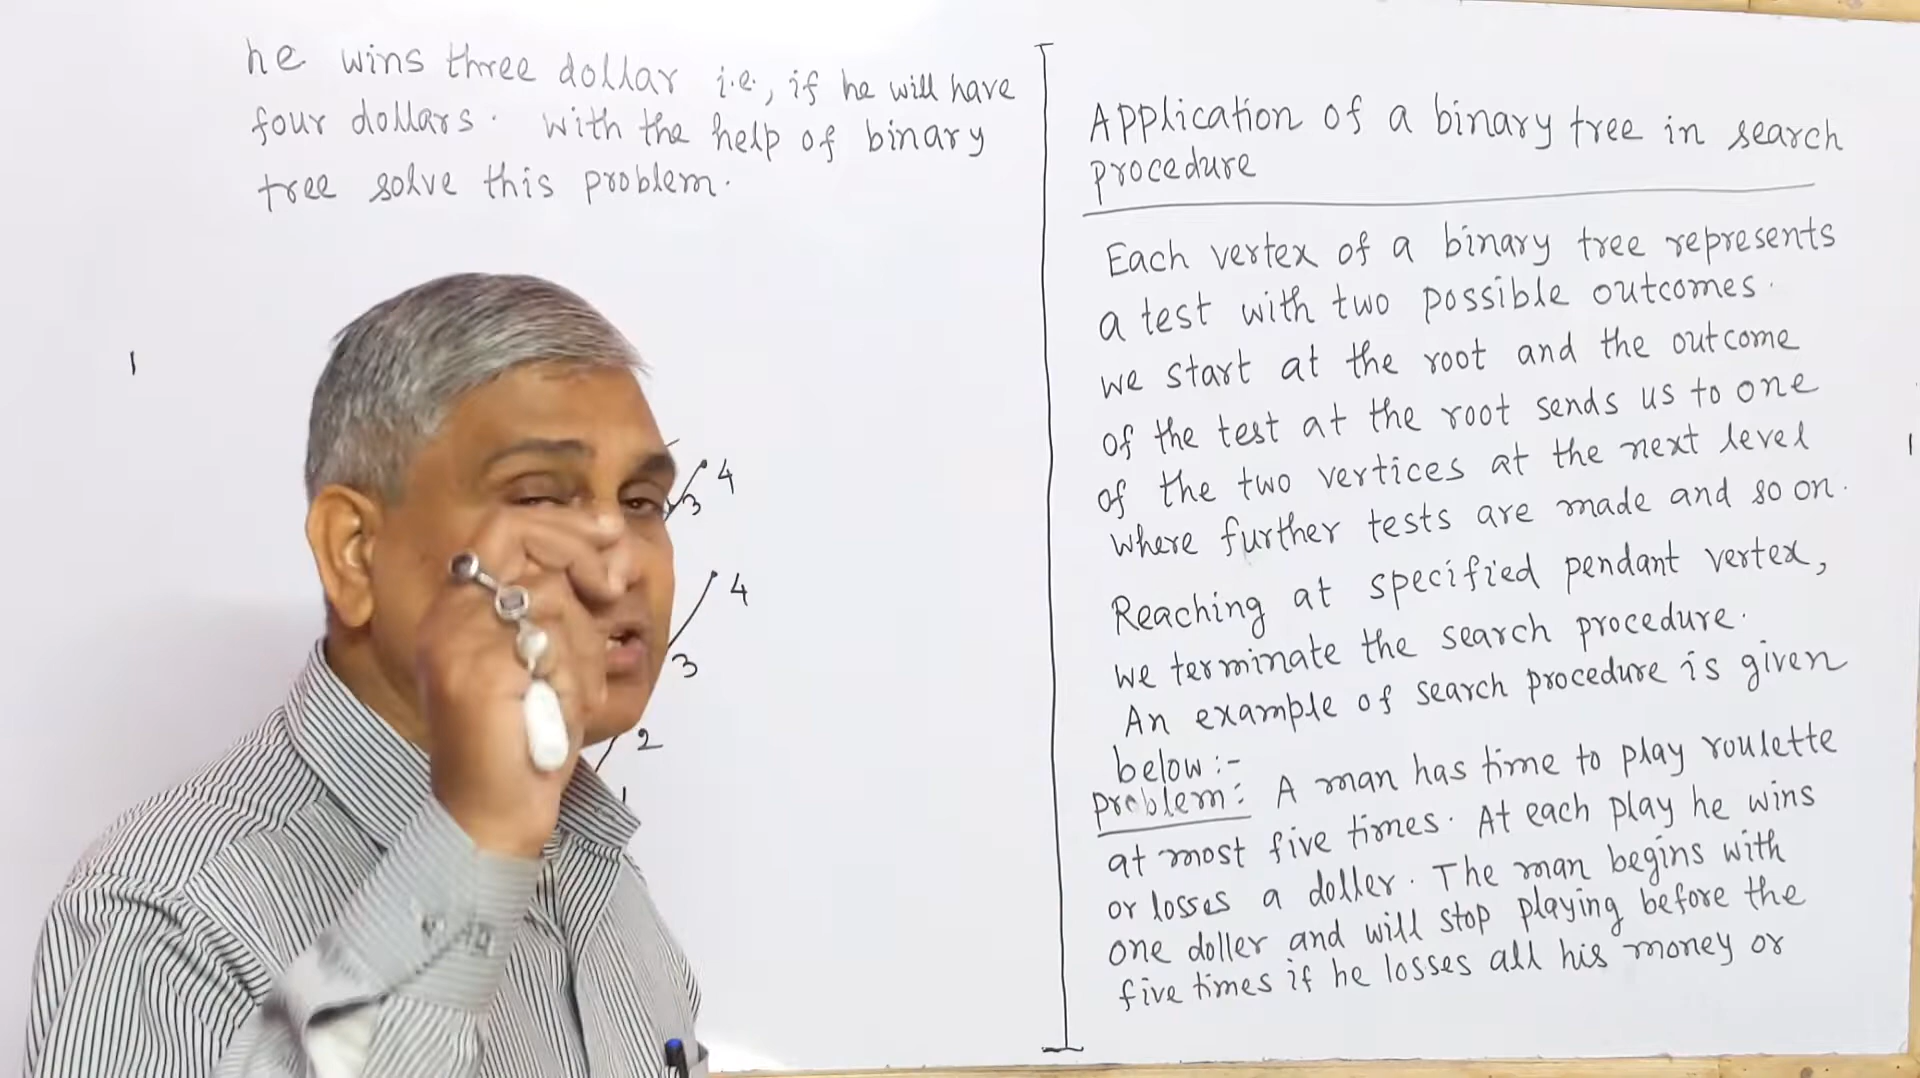 he wins three dollar i.e., if he will have
four dollars. with the help of binary
tree solve this problem.
4
3
4
3
2
1
Application of a binary tree in search
procedure
Each vertex of a binary tree represents
a test with two possible outcomes.
we start at the root and the outcome
of the test at the root sends us to one
of the two vertices at the next level
where further tests are made and so on.
Reaching at specified pendant vertex,
we terminate the search procedure.
An example of search procedure is given
below :-
problem: A man has time to play roulette
at most five times. At each play he wins
or losses a doller. The man begins with
one doller and will stop playing before the
five times if he losses all his money or